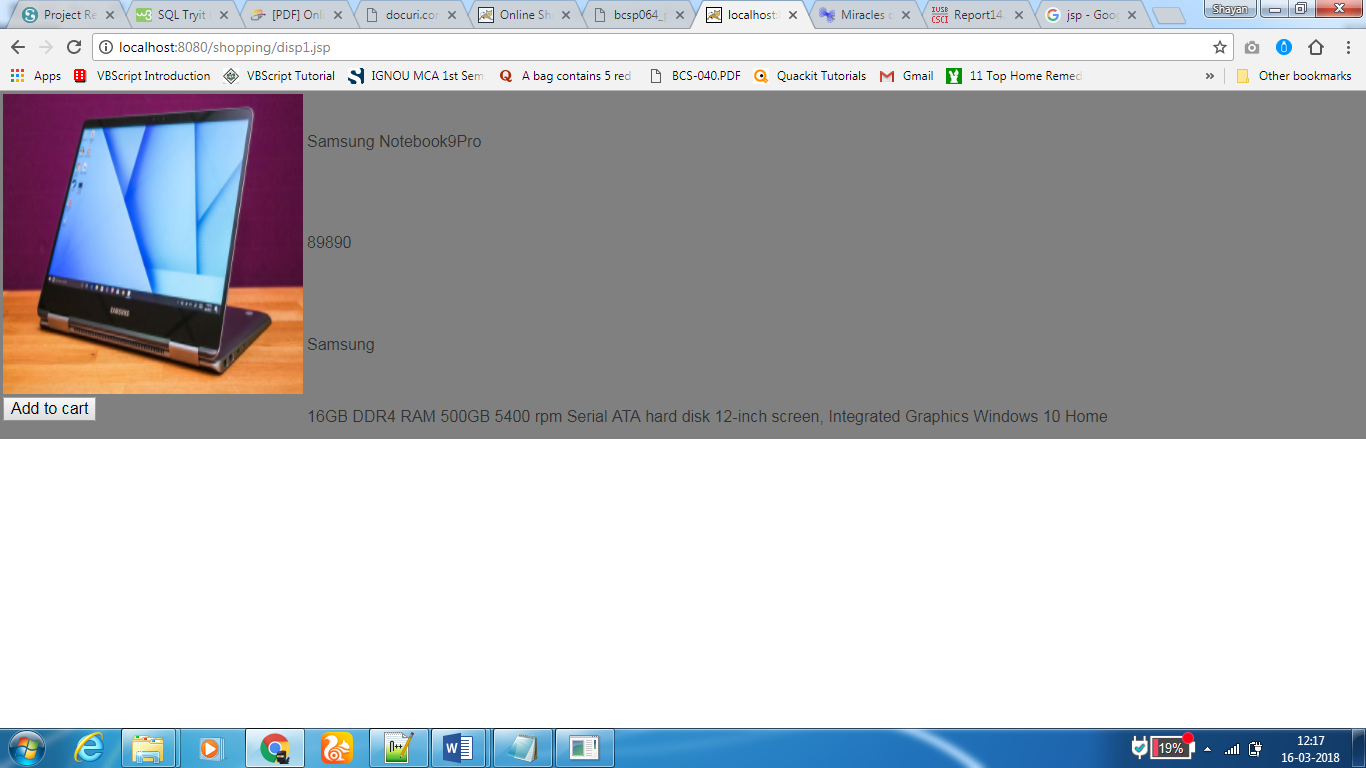 Shayan
Project Re
SQL Tryit
[PDF] Onl
docuri.cor
Online Sh
bcsp064_
localhost:
Miracles
IUSB CSCI Report14
jsp - Goo
localhost:8080/shopping/disp1.jsp
Apps VBScript Introduction VBScript Tutorial IGNOU MCA 1st Sem A bag contains 5 red BCS-040.PDF Quackit Tutorials Gmail 11 Top Home Remed » Other bookmarks
Samsung Notebook9Pro
89890
SAMSUNG
Samsung
Add to cart
16GB DDR4 RAM 500GB 5400 rpm Serial ATA hard disk 12-inch screen, Integrated Graphics Windows 10 Home
19%
12:17
16-03-2018